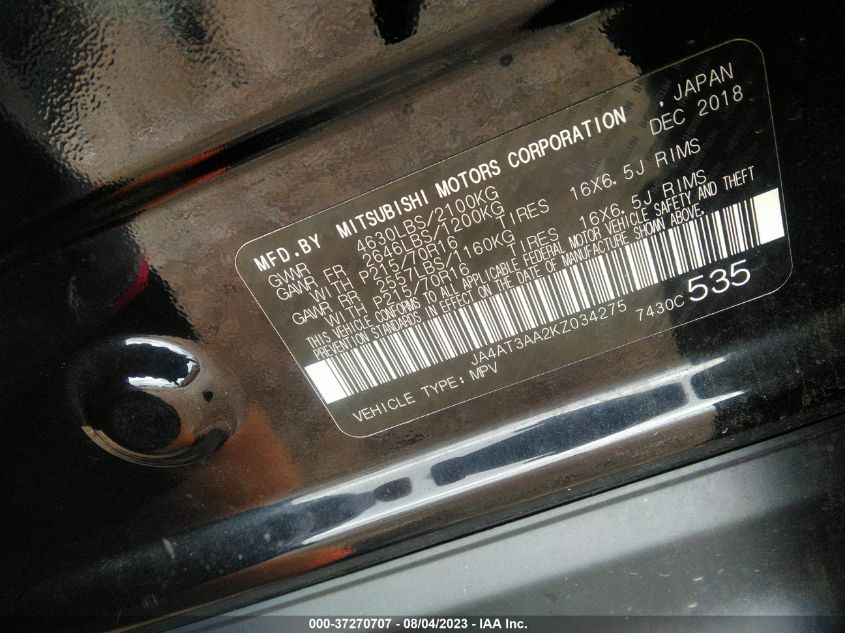 MFD.BY MITSUBISHI MOTORS CORPORATION , JAPAN
GWR 4630LBS/2100KG DEC 2018
GAWR FR 2646LBS/1200KG
WITH P215/70R16 TIRES 16X6.5J RIMS
GAWR RR 2557LBS/1160KG
WITH P215/70R16 TIRES 16X6.5J RIMS
THIS VEHICLE CONFORMS TO ALL APPLICABLE FEDERAL MOTOR VEHICLE SAFETY AND THEFT
PREVENTION STANDARDS IN EFFECT ON THE DATE OF MANUFACTURE SHOWN ABOVE.
JA4AT3AA2KZ034275 7430C 535
VEHICLE TYPE: MPV
000-37270707 - 08/04/2023 - IAA Inc.